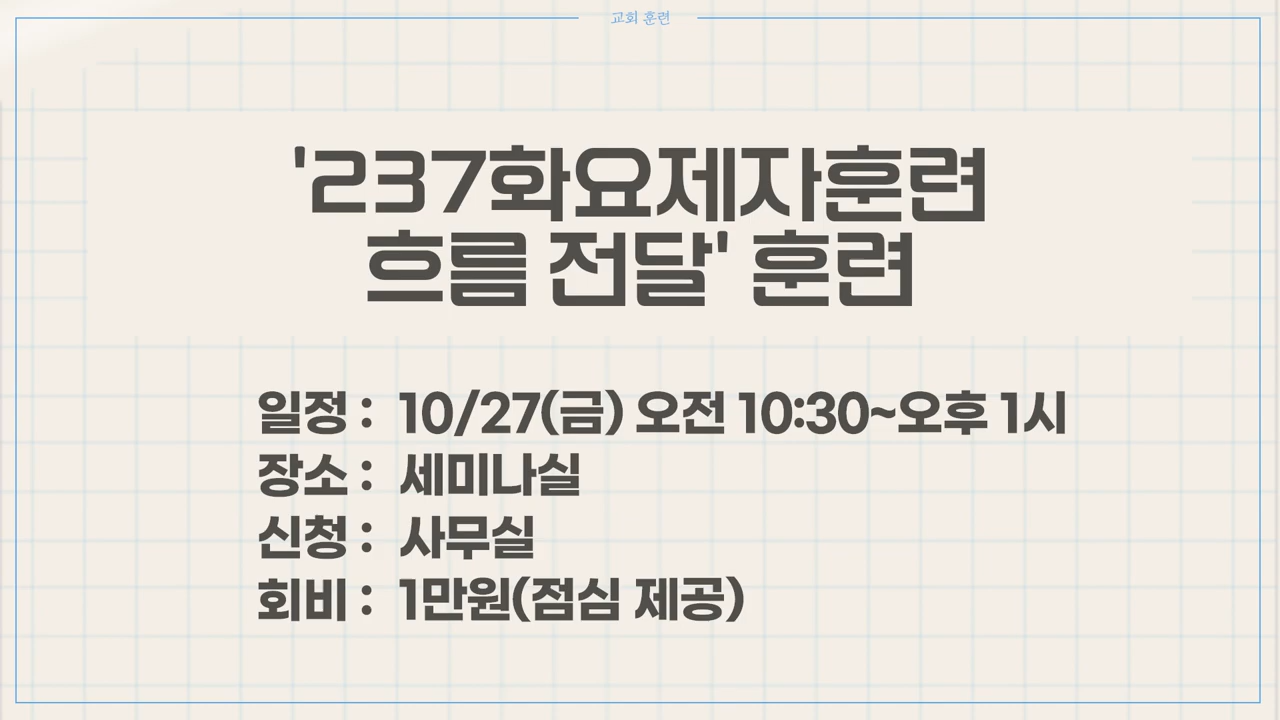 교회 훈련
'237화요제자훈련
흐름 전달' 훈련
일정 : 10/27(금) 오전 10:30~오후 1시
장소 : 세미나실
신청 : 사무실
회비 : 1만원(점심 제공)